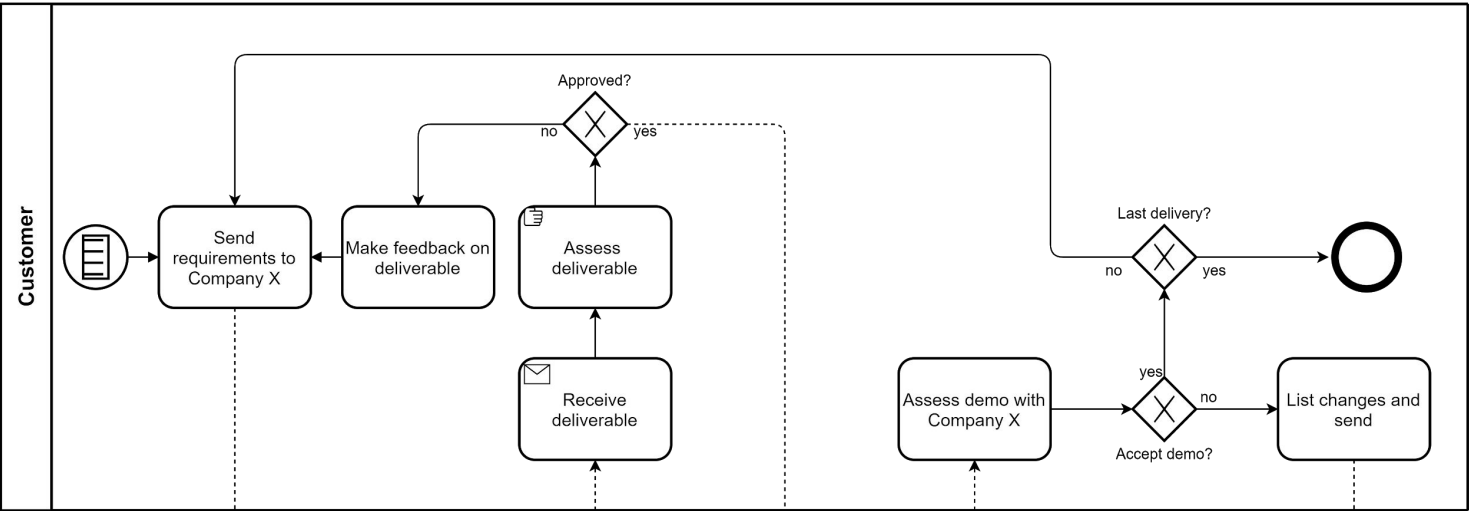 Customer
Approved?
no
yes
Send
requirements to
Company X
Make feedback on
deliverable
Assess
deliverable
Last delivery?
no
yes
Receive
deliverable
Assess demo with
Company X
yes
no
Accept demo?
List changes and
send